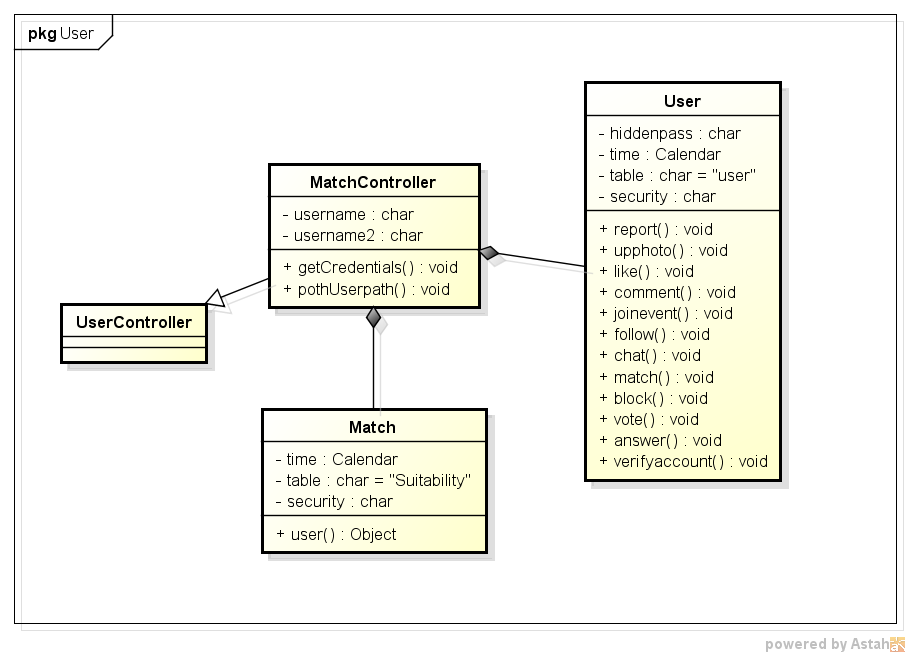 pkg User
User
- hiddenpass : char
- time : Calendar
- table : char = "user"
- security : char
+ report() : void
+ upphoto() : void
+ like() : void
+ comment() : void
+ joinevent() : void
+ follow() : void
+ chat() : void
+ match() : void
+ block() : void
+ vote() : void
+ answer() : void
+ verifyaccount() : void
MatchController
- username : char
- username2 : char
+ getCredentials() : void
+ pothUserpath() : void
UserController
Match
- time : Calendar
- table : char = "Suitability"
- security : char
+ user() : Object
powered by Astah